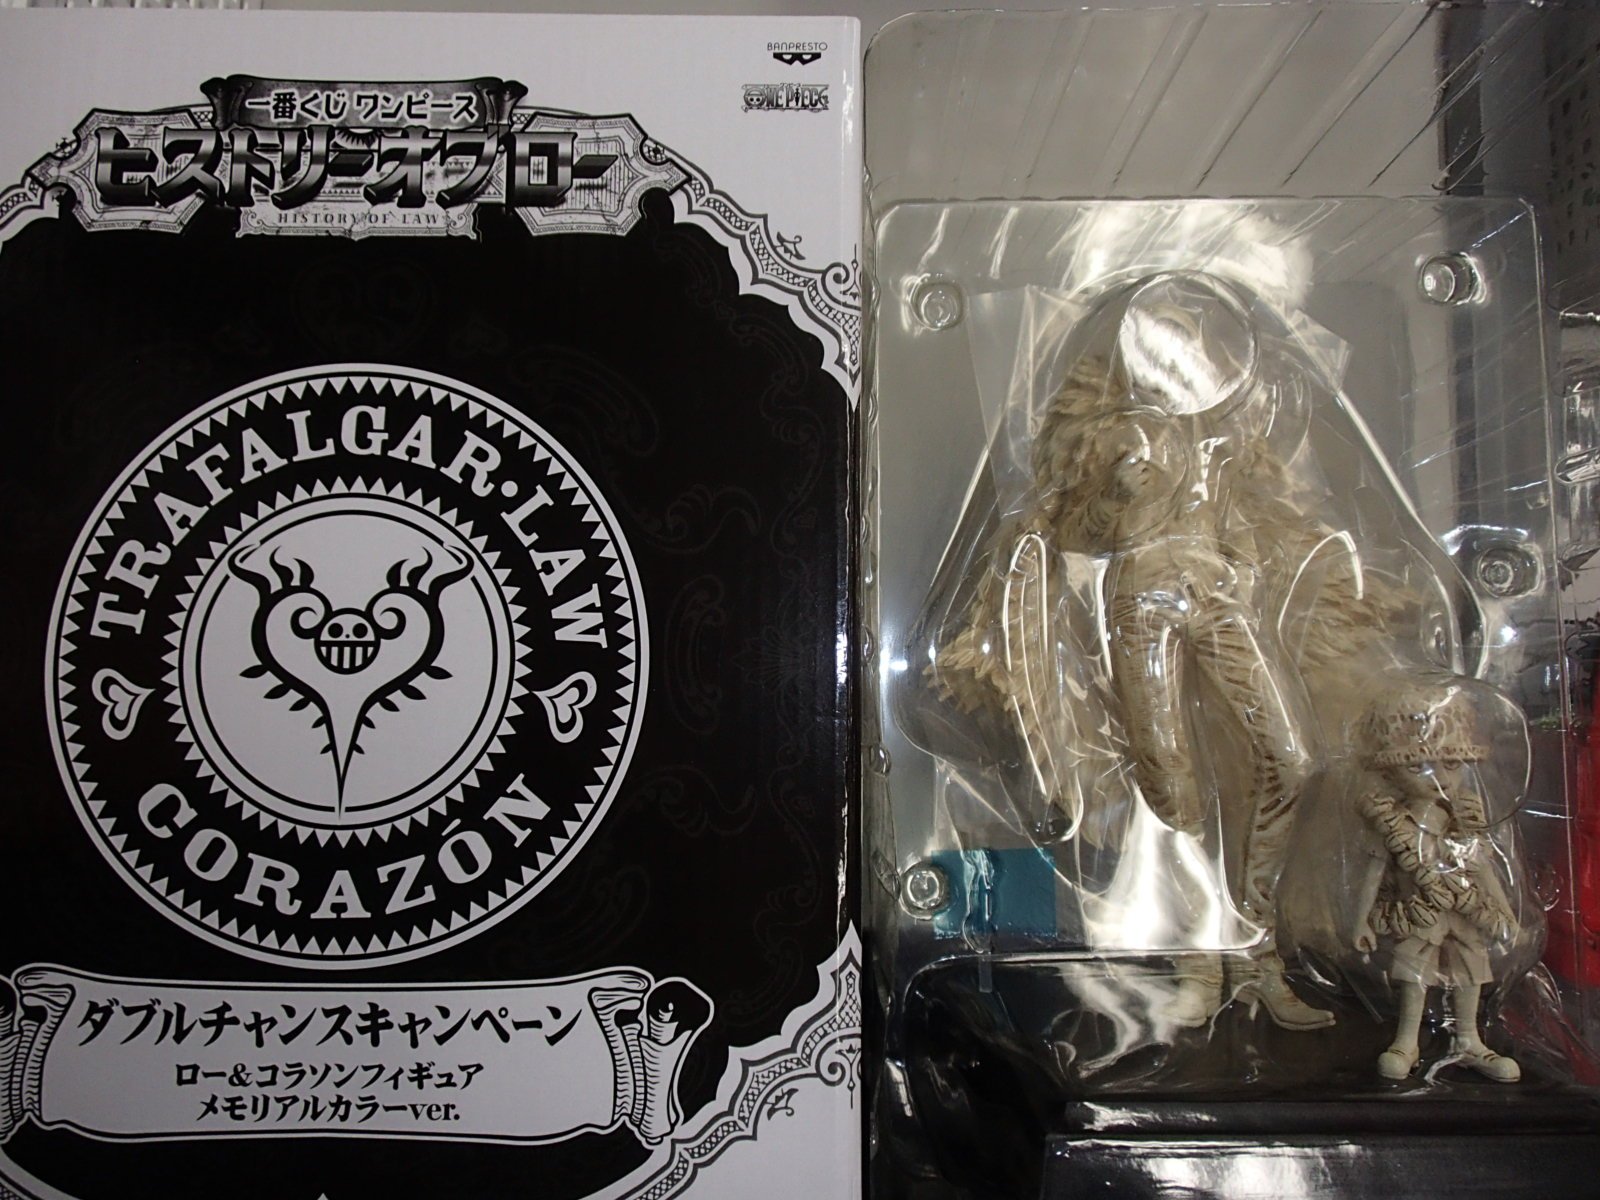 BANPRESTO
ONE PIECE
一番くじ ワンピース
ヒストリーオブロー
HISTORY OF LAW
TRAFALGAR・LAW
CORAZÓN
ダブルチャンスキャンペーン
ロー&コラソンフィギュア
メモリアルカラーver.